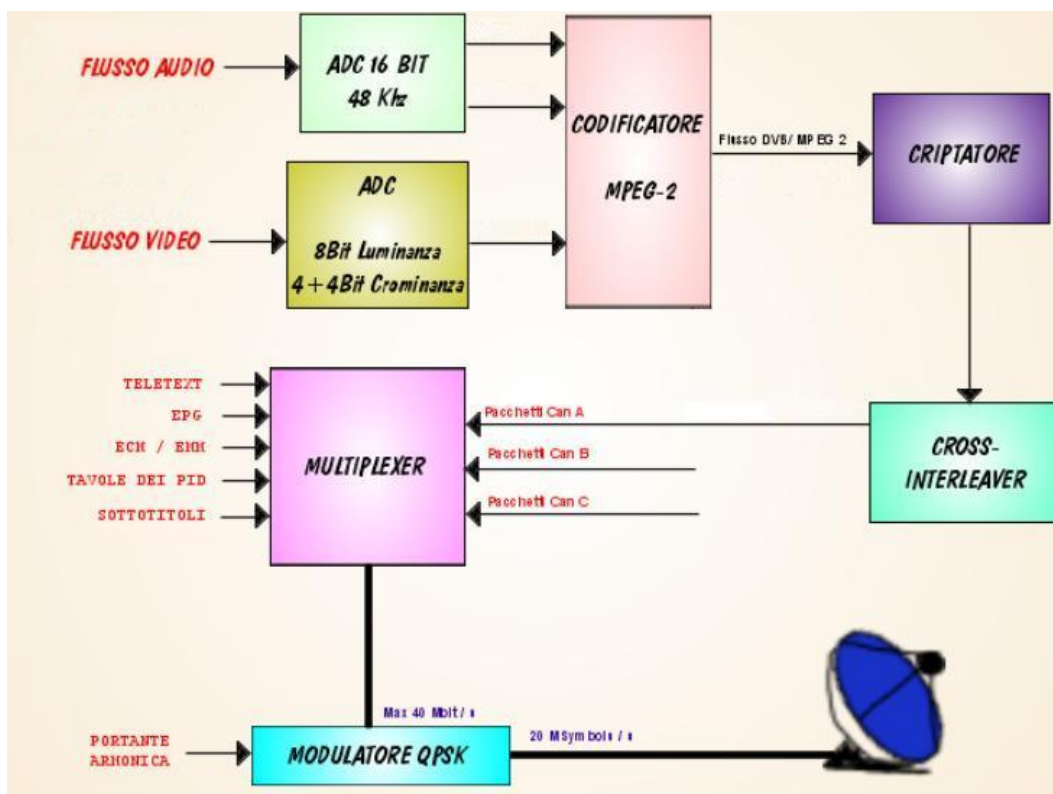 FLUSSO AUDIO
ADC 16 BIT
48 Khz
CODIFICATORE
MPEG-2
Flusso DVB/ MPEG 2
CRIPTATORE
FLUSSO VIDEO
ADC
8Bit Luminanza
4+4Bit Crominanza
TELETEXT
EPG
ECM / EMM
TAVOLE DEI PID
SOTTOTITOLI
MULTIPLEXER
Pacchetti Can A
Pacchetti Can B
Pacchetti Can C
CROSS-
INTERLEAVER
Max 40 Mbit/ s
20 MSymbols/ s
PORTANTE
ARMONICA
MODULATORE QPSK